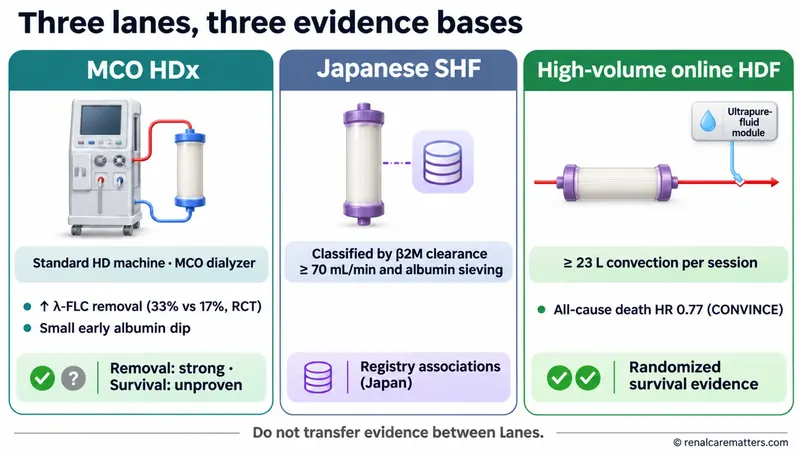 Three lanes, three evidence bases
MCO HDx
Standard HD machine · MCO dialyzer
↑ λ-FLC removal (33% vs 17%, RCT)
Small early albumin dip
?
Removal: strong ·
Survival: unproven
Japanese SHF
Classified by β2M clearance
≥ 70 mL/min and albumin sieving
Registry associations
(Japan)
High-volume online HDF
Ultrapure-
fluid
module
≥ 23 L convection per session
All-cause death HR 0.77 (CONVINCE)
Randomized
survival evidence
Do not transfer evidence between Lanes.
© renalcarematters.com